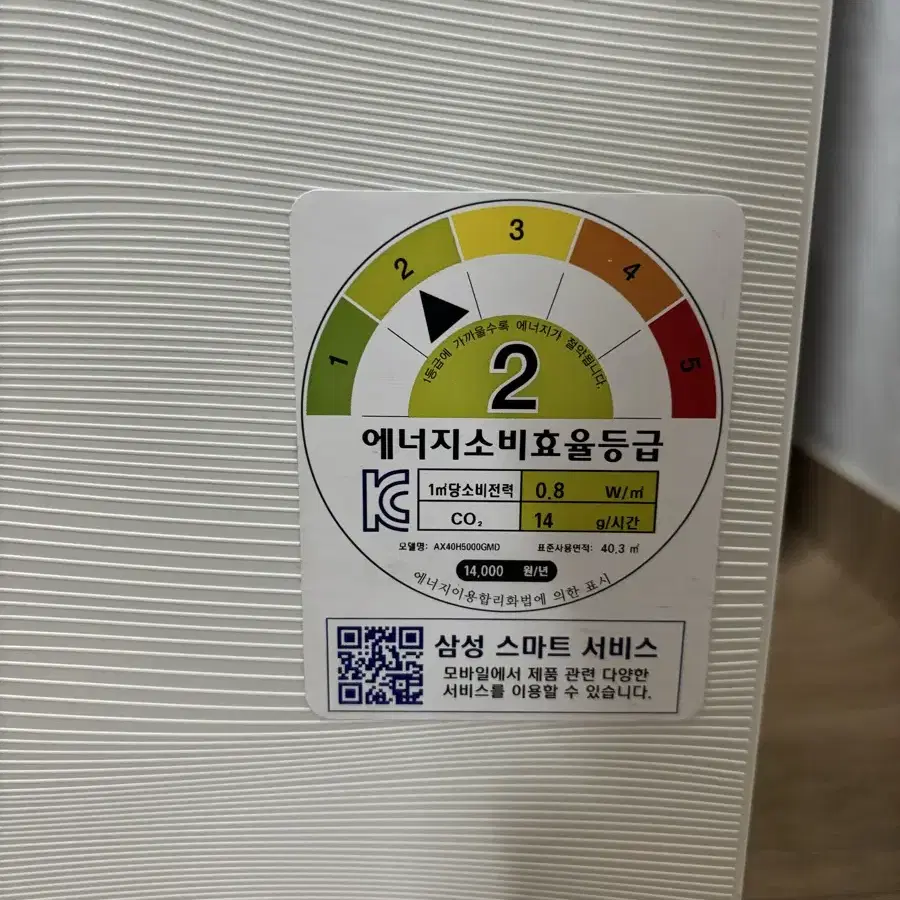 1
2
3
4
5
1등급에 가까울수록 에너지가 절약됩니다.
2
에너지소비효율등급
1㎡당소비전력 0.8 W/㎡
CO₂ 14 g/시간
모델명: AX40H5000GMD 표준사용면적: 40.3 ㎡
14,000 원/년
에너지이용합리화법에 의한 표시
삼성 스마트 서비스
모바일에서 제품 관련 다양한
서비스를 이용할 수 있습니다.